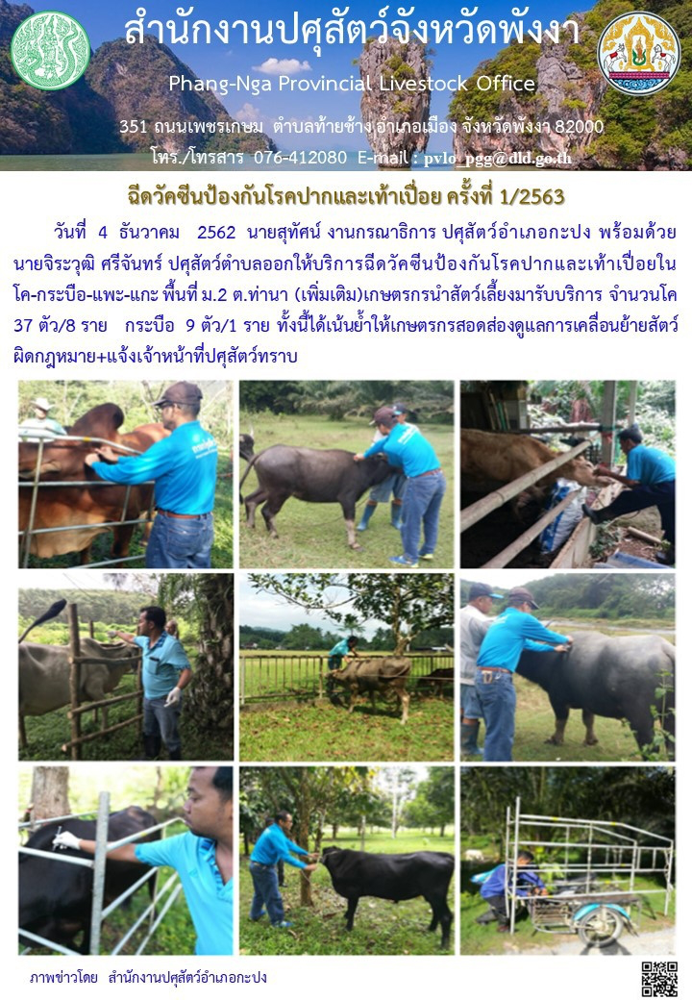 สำนักงานปศุสัตว์จังหวัดพังงา
Phang-Nga Provincial Livestock Office
351 ถนนเพชรเกษม ตำบลท้ายช้าง อำเภอเมือง จังหวัดพังงา 82000
โทร./โทรสาร 076-412080 E-mail : pvlo_pgg@dld.go.th
ฉีดวัคซีนป้องกันโรคปากและเท้าเปื่อย ครั้งที่ 1/2563
วันที่ 4 ธันวาคม 2562 นายสุทัศน์ งานกรณาธิการ ปศุสัตว์อำเภอกะปง พร้อมด้วย
นายจิระวุฒิ ศรีจันทร์ ปศุสัตว์ตำบลออกให้บริการฉีดวัคซีนป้องกันโรคปากและเท้าเปื่อยใน
โค-กระบือ-แพะ-แกะ พื้นที่ ม.2 ต.ท่านา (เพิ่มเติม)เกษตรกรนำสัตว์เลี้ยงมารับบริการ จำนวนโค
37 ตัว/8 ราย กระบือ 9 ตัว/1 ราย ทั้งนี้ได้เน้นย้ำให้เกษตรกรสอดส่องดูแลการเคลื่อนย้ายสัตว์
ผิดกฎหมาย+แจ้งเจ้าหน้าที่ปศุสัตว์ทราบ
ภาพข่าวโดย สำนักงานปศุสัตว์อำเภอกะปง